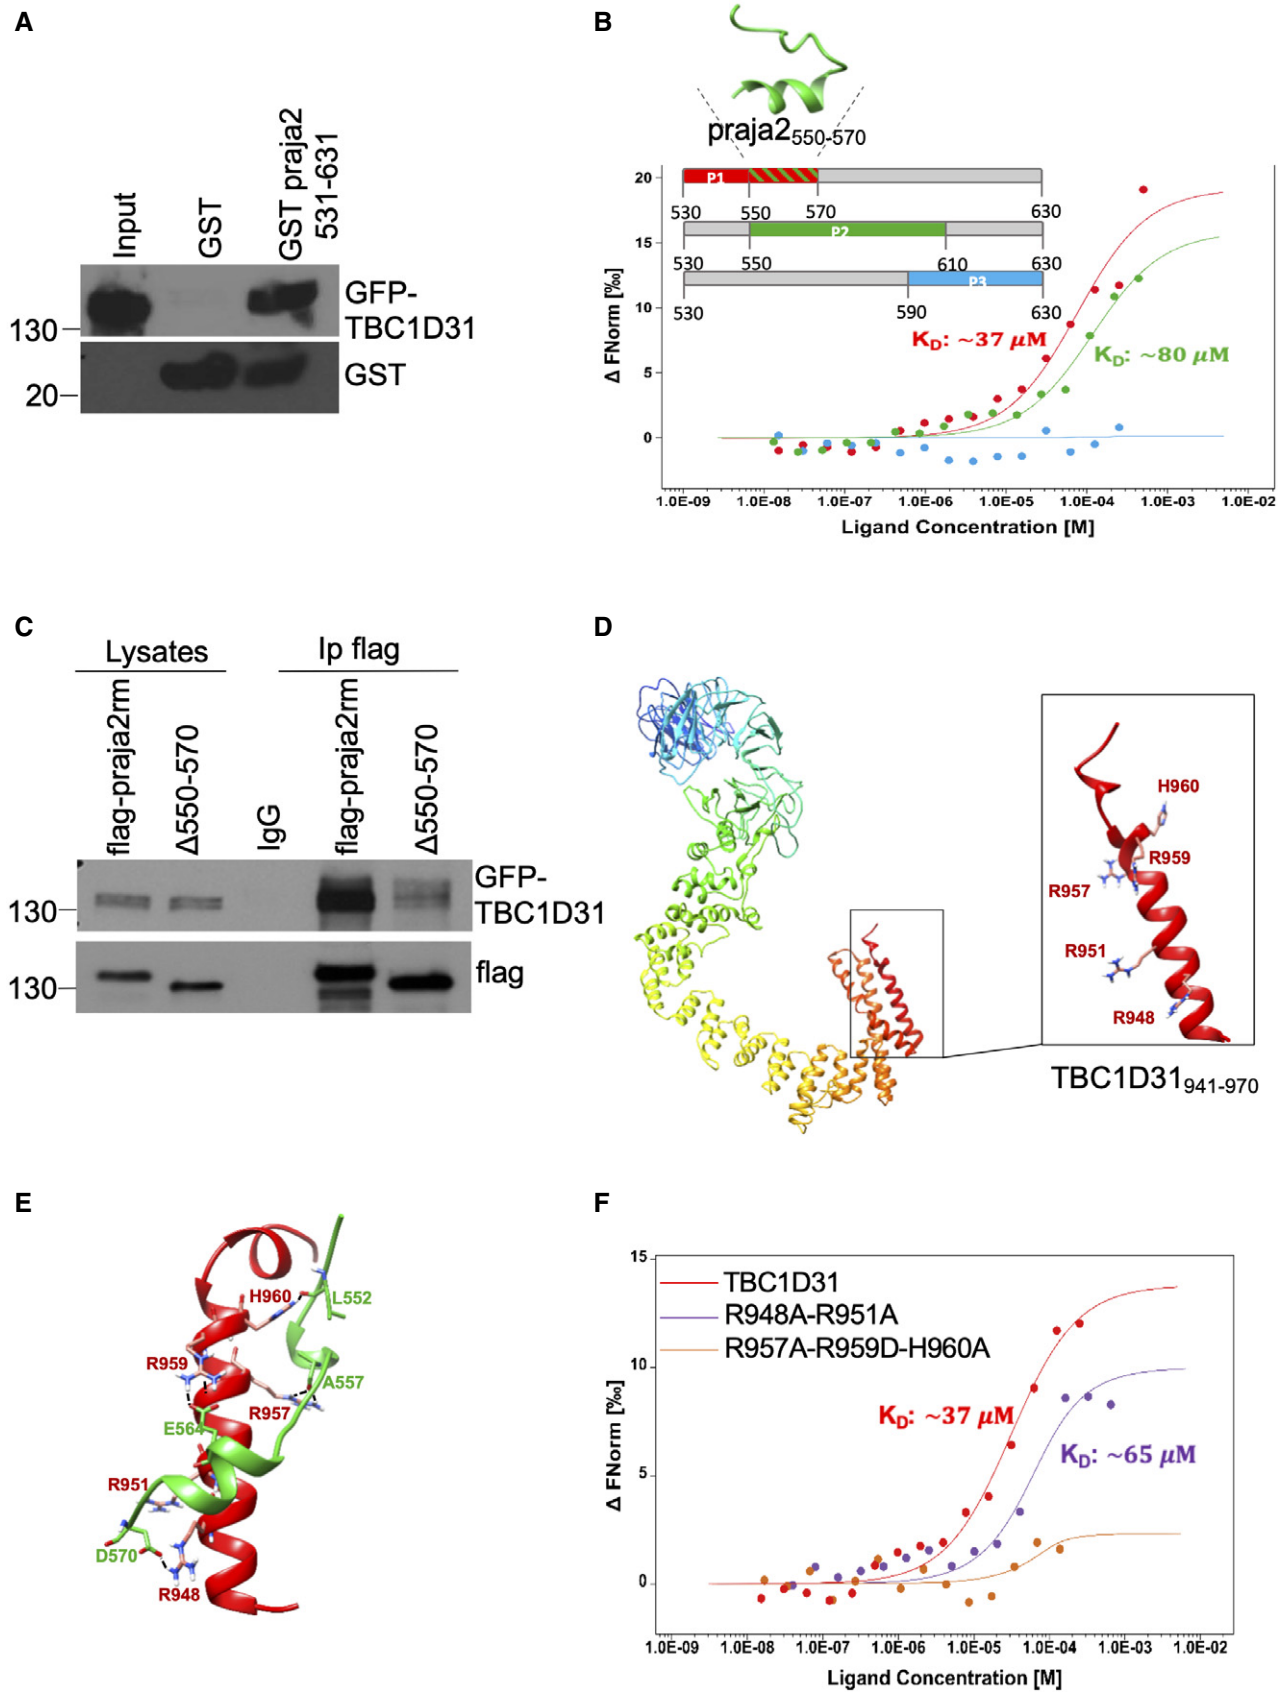 A
Input
GST
GST praja2
531-631
GFP-
TBC1D31
130
GST
20
B
praja2550-570
P1
530 550 570 630
P2
530 550 610 630
P3
530 590 630
20
15
10
5
0
Δ FNorm [‰]
KD: ~37 μM
KD: ~80 μM
1.0E-09 1.0E-08 1.0E-07 1.0E-06 1.0E-05 1.0E-04 1.0E-03 1.0E-02
Ligand Concentration [M]
C
Lysates
Ip flag
flag-praja2rm
Δ550-570
IgG
flag-praja2rm
Δ550-570
GFP-
TBC1D31
130
flag
130
D
H960
R959
R957
R951
R948
TBC1D31941-970
E
H960
L552
R959
A557
R957
E564
R951
D570
R948
F
15
10
5
0
Δ FNorm [‰]
TBC1D31
R948A-R951A
R957A-R959D-H960A
KD: ~37 μM
KD: ~65 μM
1.0E-09 1.0E-08 1.0E-07 1.0E-06 1.0E-05 1.0E-04 1.0E-03 1.0E-02
Ligand Concentration [M]